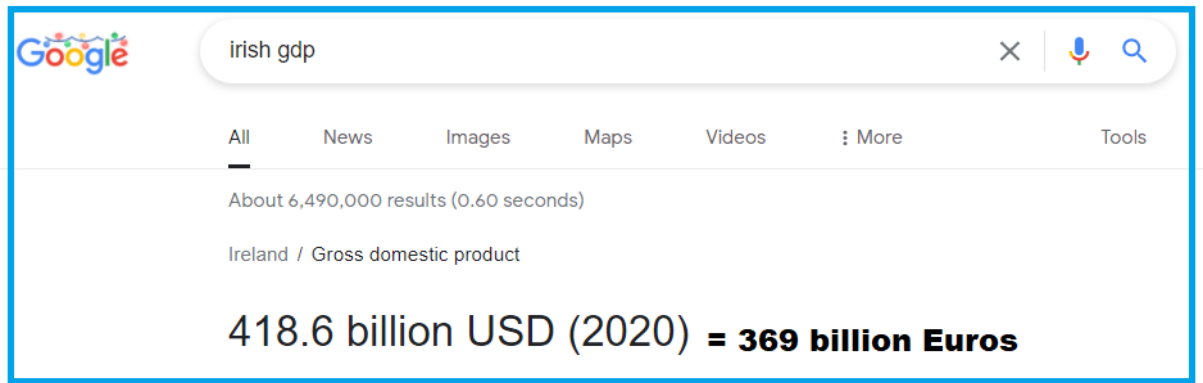 Google
irish gdp
All News Images Maps Videos More Tools
About 6,490,000 results (0.60 seconds)
Ireland / Gross domestic product
418.6 billion USD (2020) = 369 billion Euros